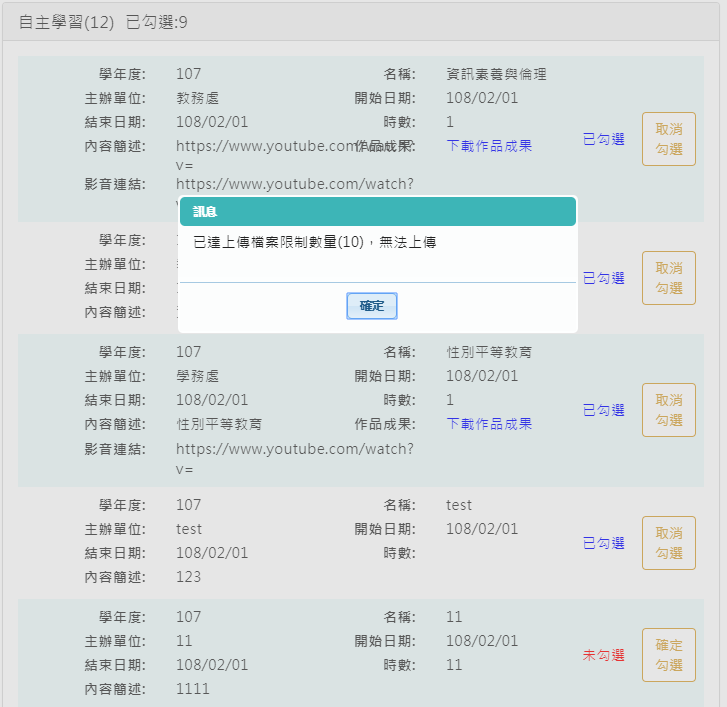 自主學習(12) 已勾選:9
學年度: 107 名稱: 資訊素養與倫理
主辦單位: 教務處 開始日期: 108/02/01
結束日期: 108/02/01 時數: 1
內容簡述: https://www.youtube.com/watch? 作品成果: 下載作品成果
v=
影音連結: https://www.youtube.com/watch?
已勾選
取消
勾選
訊息
已達上傳檔案限制數量(10)，無法上傳
確定
學年度:
主辦單位:
結束日期:
內容簡述:
已勾選
取消
勾選
學年度: 107 名稱: 性別平等教育
主辦單位: 學務處 開始日期: 108/02/01
結束日期: 108/02/01 時數: 1
內容簡述: 性別平等教育 作品成果: 下載作品成果
影音連結: https://www.youtube.com/watch?
v=
已勾選
取消
勾選
學年度: 107 名稱: test
主辦單位: test 開始日期: 108/02/01
結束日期: 108/02/01 時數:
內容簡述: 123
已勾選
取消
勾選
學年度: 107 名稱: 11
主辦單位: 11 開始日期: 108/02/01
結束日期: 108/02/01 時數: 11
內容簡述: 1111
未勾選
確定
勾選